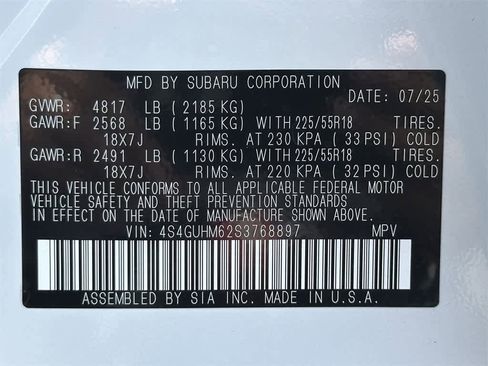 MFD BY SUBARU CORPORATION
DATE: 07/25
GVWR: 4817 LB (2185 KG)
GAWR:F 2568 LB (1165 KG) WITH 225/55R18 TIRES.
18X7J RIMS. AT 230 KPA (33 PSI) COLD
GAWR:R 2491 LB (1130 KG) WITH 225/55R18 TIRES.
18X7J RIMS. AT 220 KPA (32 PSI) COLD
THIS VEHICLE CONFORMS TO ALL APPLICABLE FEDERAL MOTOR
VEHICLE SAFETY AND THEFT PREVENTION STANDARDS
IN EFFECT ON THE DATE OF MANUFACTURE SHOWN ABOVE.
VIN: 4S4GUHM62S3768897 MPV
ASSEMBLED BY SIA INC. MADE IN U.S.A.